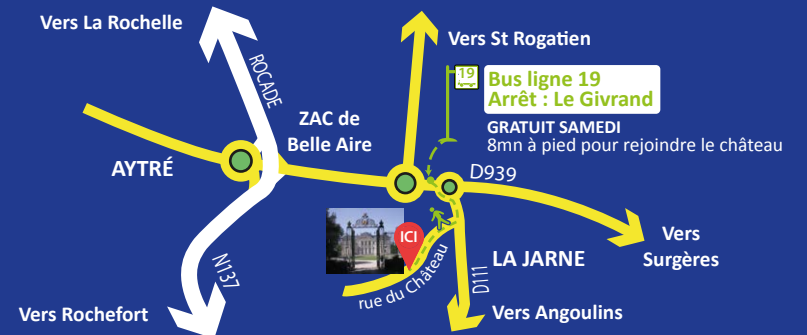 Vers La Rochelle
ROCADE
Vers St Rogatien
19
Bus ligne 19
Arrêt : Le Givrand
GRATUIT SAMEDI
8mn à pied pour rejoindre le château
ZAC de
Belle Aire
AYTRÉ
D939
ICI
rue du Château
LA JARNE
D111
Vers
Surgères
N137
Vers Rochefort
Vers Angoulins